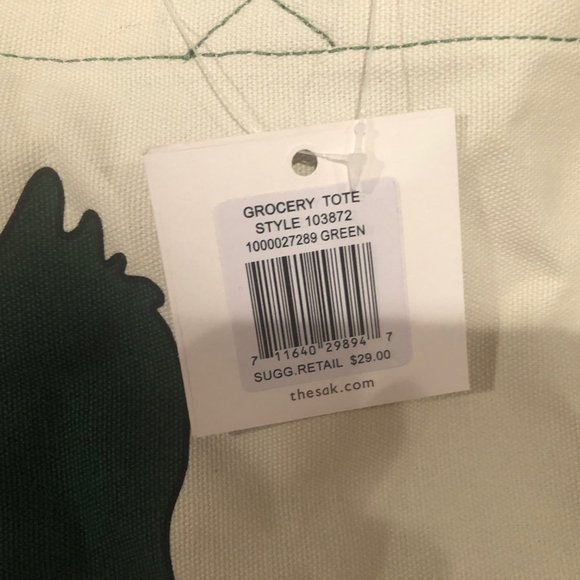 GROCERY TOTE
STYLE 103872
1000027289 GREEN
7 11640 29894 7
SUGG.RETAIL $29.00
thesak.com